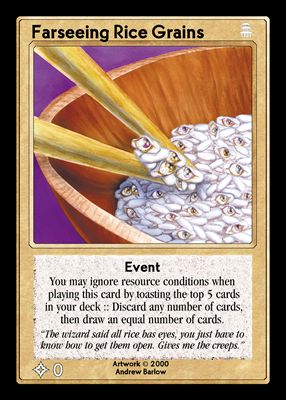 Farseeing Rice Grains
Event
You may ignore resource conditions when
playing this card by toasting the top 5 cards
in your deck :: Discard any number of cards,
then draw an equal number of cards.
"The wizard said all rice has eyes, you just have to
know how to get them open. Gives me the creeps."
0
Artwork © 2000
Andrew Barlow